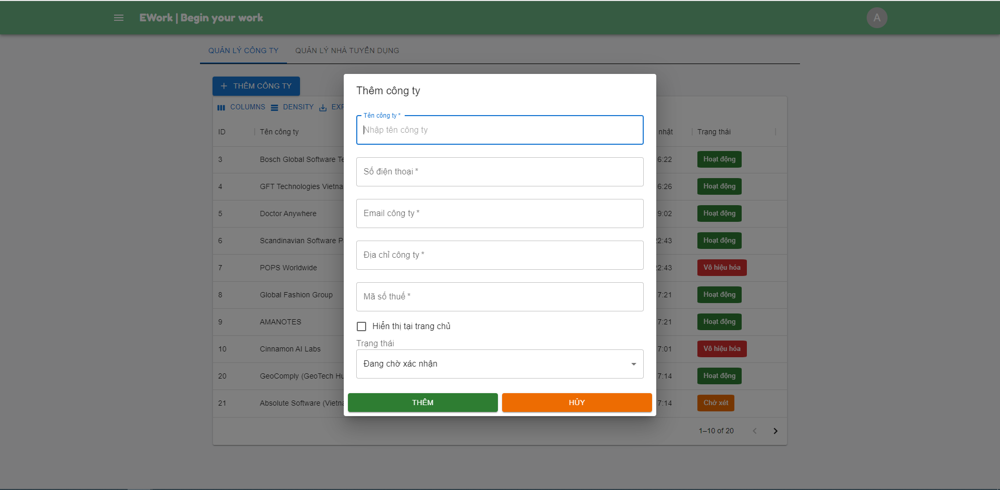 EWork | Begin your work
A
QUẢN LÝ CÔNG TY
QUẢN LÝ NHÀ TUYỂN DỤNG
THÊM CÔNG TY
COLUMNS
DENSITY
ID
Tên công ty
nhật
Trạng thái
3
Bosch Global Software
6:22
Hoạt động
4
GFT Technologies
6:26
Hoạt động
5
Doctor Anywhere
9:02
Hoạt động
6
Scandinavian Software
22:43
Hoạt động
7
POPS Worldwide
22:43
Vô hiệu hóa
8
Global Fashion Group
7:21
Hoạt động
9
AMANOTES
7:21
Hoạt động
10
Cinnamon AI Labs
7:01
Vô hiệu hóa
20
GeoComply (GeoTech
7:14
Hoạt động
21
Absolute Software
7:14
Chờ xét
1–10 of 20
Thêm công ty
Tên công ty *
Nhập tên công ty
Số điện thoại *
Email công ty *
Địa chỉ công ty *
Mã số thuế *
Hiển thị tại trang chủ
Trạng thái
Đang chờ xác nhận
THÊM
HỦY